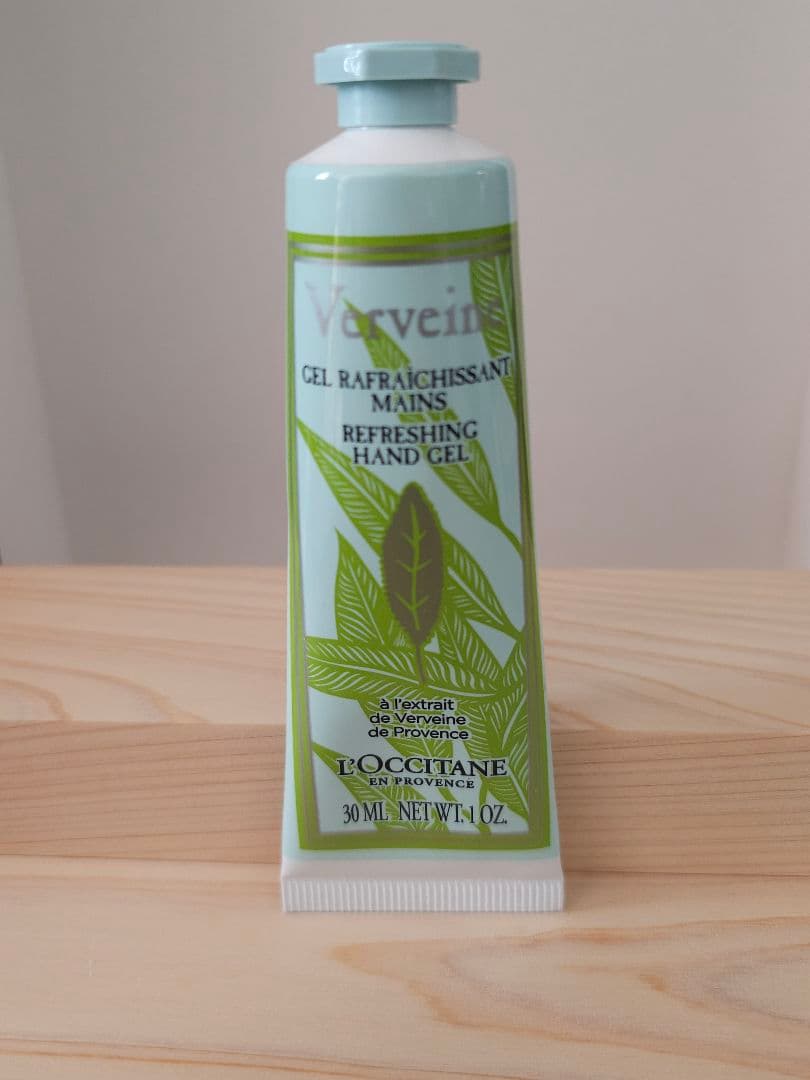 Verveine
GEL RAFRAÎCHISSANT
MAINS
REFRESHING
HAND GEL
à l'extrait
de Verveine
de Provence
L'OCCITANE
EN PROVENCE
30 ML NET WT. 1 OZ.